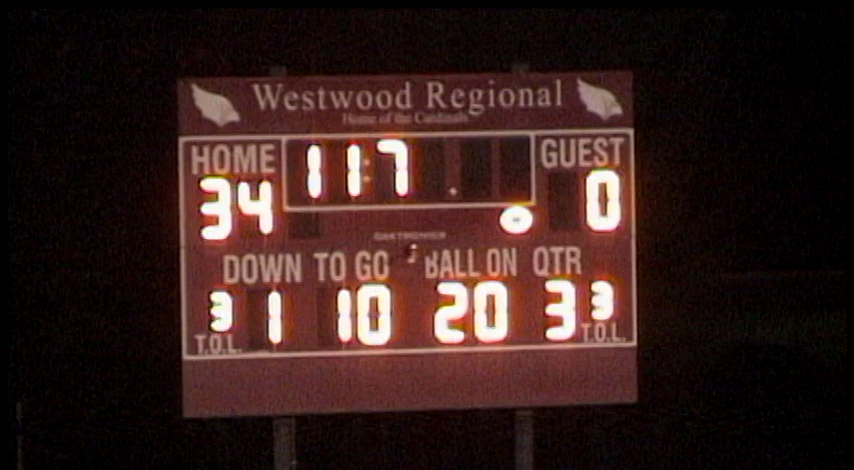 Westwood Regional
Home of the Cardinals
HOME 11:7 . GUEST
34 0
DAKTRONICS
DOWN TO GO BALL ON QTR
3 1 10 20 3 3
T.O.L. T.O.L.